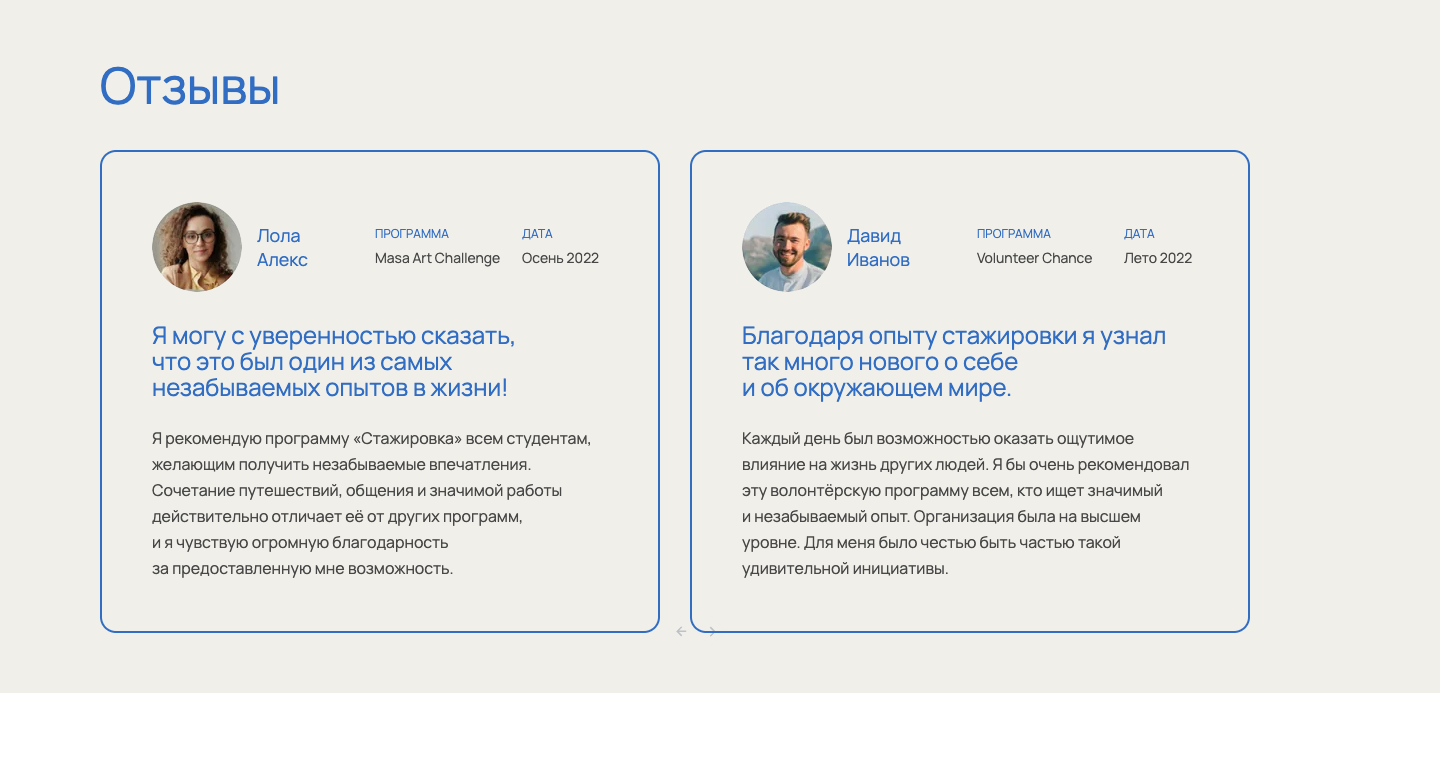 Отзывы
Лола
Алекс
ПРОГРАММА
Masa Art Challenge
ДАТА
Осень 2022
Я могу с уверенностью сказать,
что это был один из самых
незабываемых опытов в жизни!
Я рекомендую программу «Стажировка» всем студентам,
желающим получить незабываемые впечатления.
Сочетание путешествий, общения и значимой работы
действительно отличает её от других программ,
и я чувствую огромную благодарность
за предоставленную мне возможность.
Давид
Иванов
ПРОГРАММА
Volunteer Chance
ДАТА
Лето 2022
Благодаря опыту стажировки я узнал
так много нового о себе
и об окружающем мире.
Каждый день был возможностью оказать ощутимое
влияние на жизнь других людей. Я бы очень рекомендовал
эту волонтёрскую программу всем, кто ищет значимый
и незабываемый опыт. Организация была на высшем
уровне. Для меня было честью быть частью такой
удивительной инициативы.